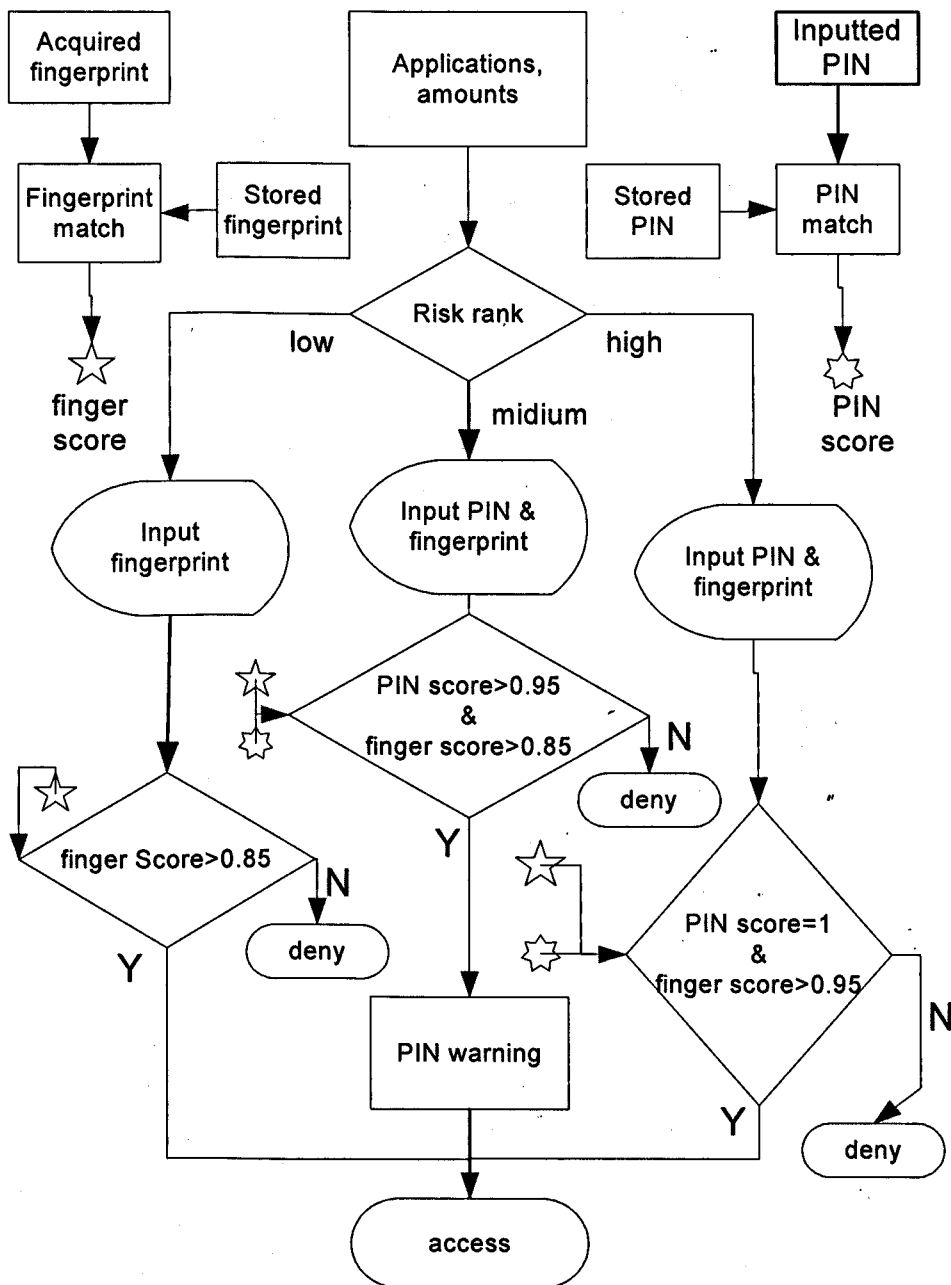 Acquired
fingerprint
Applications,
amounts
Inputted
PIN
Fingerprint
match
Stored
fingerprint
Stored
PIN
PIN
match
Risk rank
low
high
midium
finger
score
PIN
score
Input
fingerprint
Input PIN &
fingerprint
Input PIN &
fingerprint
PIN score>0.95
&
finger score>0.85
N
deny
Y
finger Score>0.85
N
deny
Y
PIN score=1
&
finger score>0.95
N
deny
Y
PIN warning
access